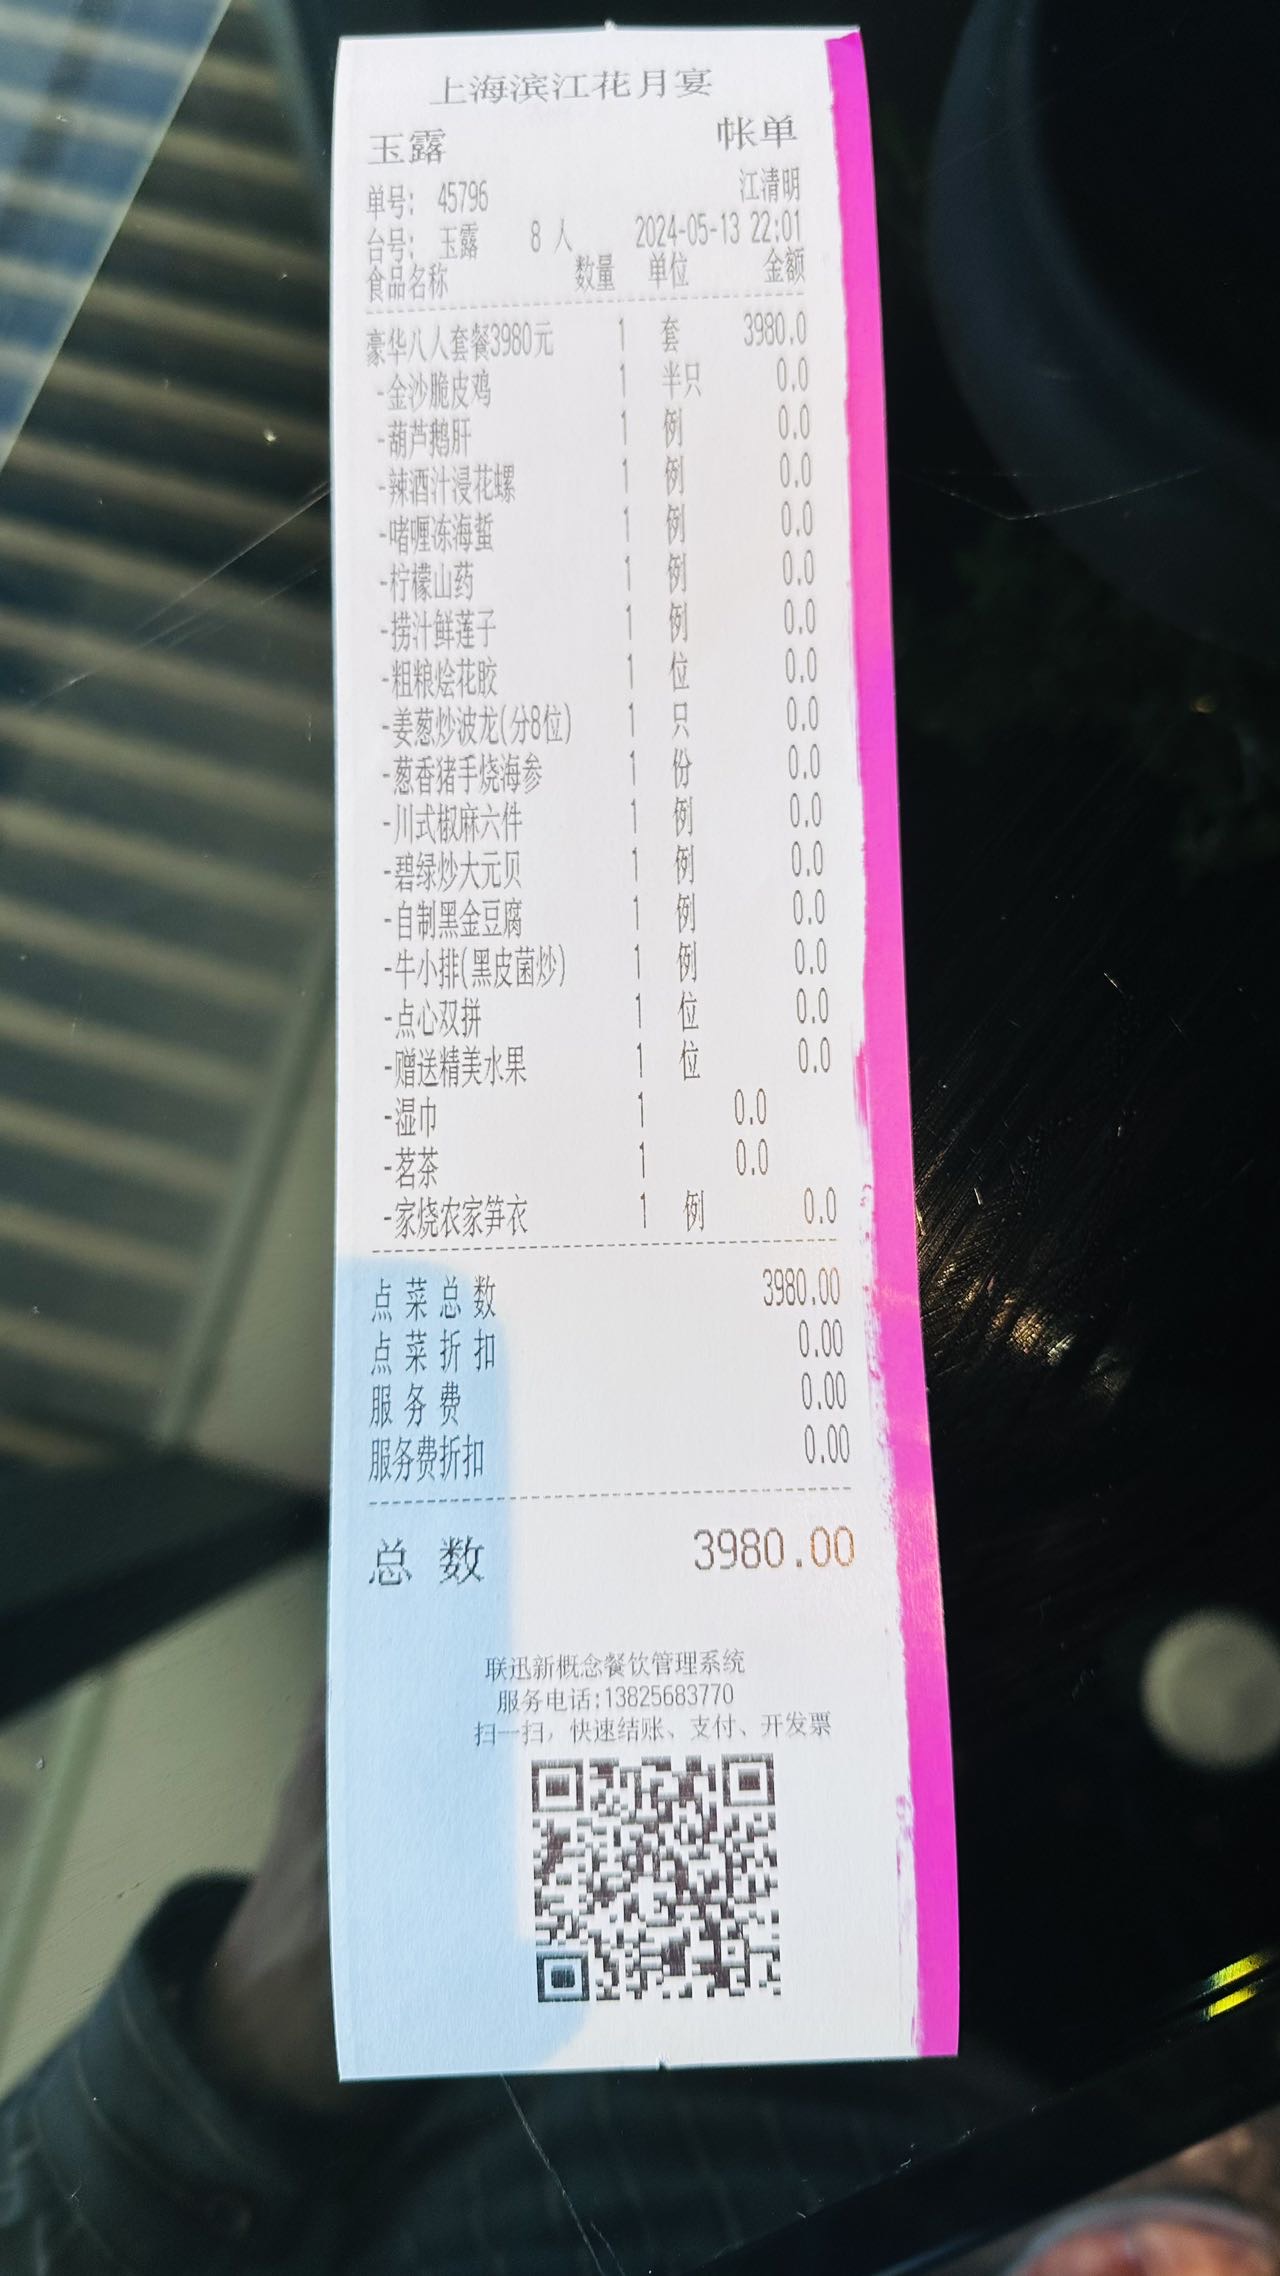 上海滨江花月宴
玉露 帐单
单号: 45796 江清明
台号: 玉露 8 人 2024-05-13 22:01
食品名称 数量 单位 金额
豪华八人套餐3980元 1 套 3980.0
-金沙脆皮鸡 1 半只 0.0
-葫芦鹅肝 1 例 0.0
-辣酒汁浸花螺 1 例 0.0
-啫喱冻海蜇 1 例 0.0
-柠檬山药 1 例 0.0
-捞汁鲜莲子 1 例 0.0
-粗粮烩花胶 1 位 0.0
-姜葱炒波龙(分8位) 1 只 0.0
-葱香猪手烧海参 1 份 0.0
-川式椒麻六件 1 例 0.0
-碧绿炒大元贝 1 例 0.0
-自制黑金豆腐 1 例 0.0
-牛小排(黑皮菌炒) 1 例 0.0
-点心双拼 1 位 0.0
-赠送精美水果 1 位 0.0
-湿巾 1 0.0
-茗茶 1 0.0
-家烧农家笋衣 1 例 0.0
点菜总数 3980.00
点菜折扣 0.00
服务费 0.00
服务费折扣 0.00
总数 3980.00
联迅新概念餐饮管理系统
服务电话:13825683770
扫一扫，快速结账、支付、开发票